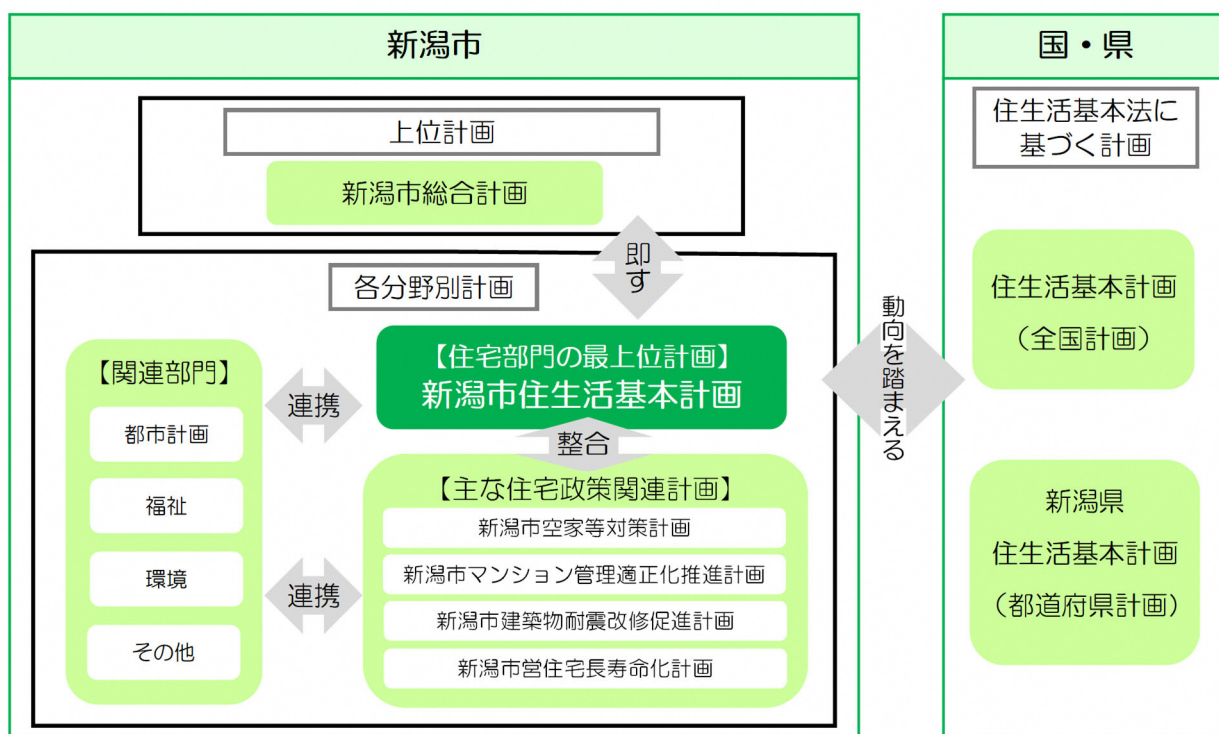 新潟市
上位計画
新潟市総合計画
即す
各分野別計画
【関連部門】
都市計画
福祉
環境
その他
連携
連携
【住宅部門の最上位計画】
新潟市住生活基本計画
整合
【主な住宅政策関連計画】
新潟市空家等対策計画
新潟市マンション管理適正化推進計画
新潟市建築物耐震改修促進計画
新潟市営住宅長寿命化計画
動向を踏まえる
国・県
住生活基本法に
基づく計画
住生活基本計画
（全国計画）
新潟県
住生活基本計画
（都道府県計画）